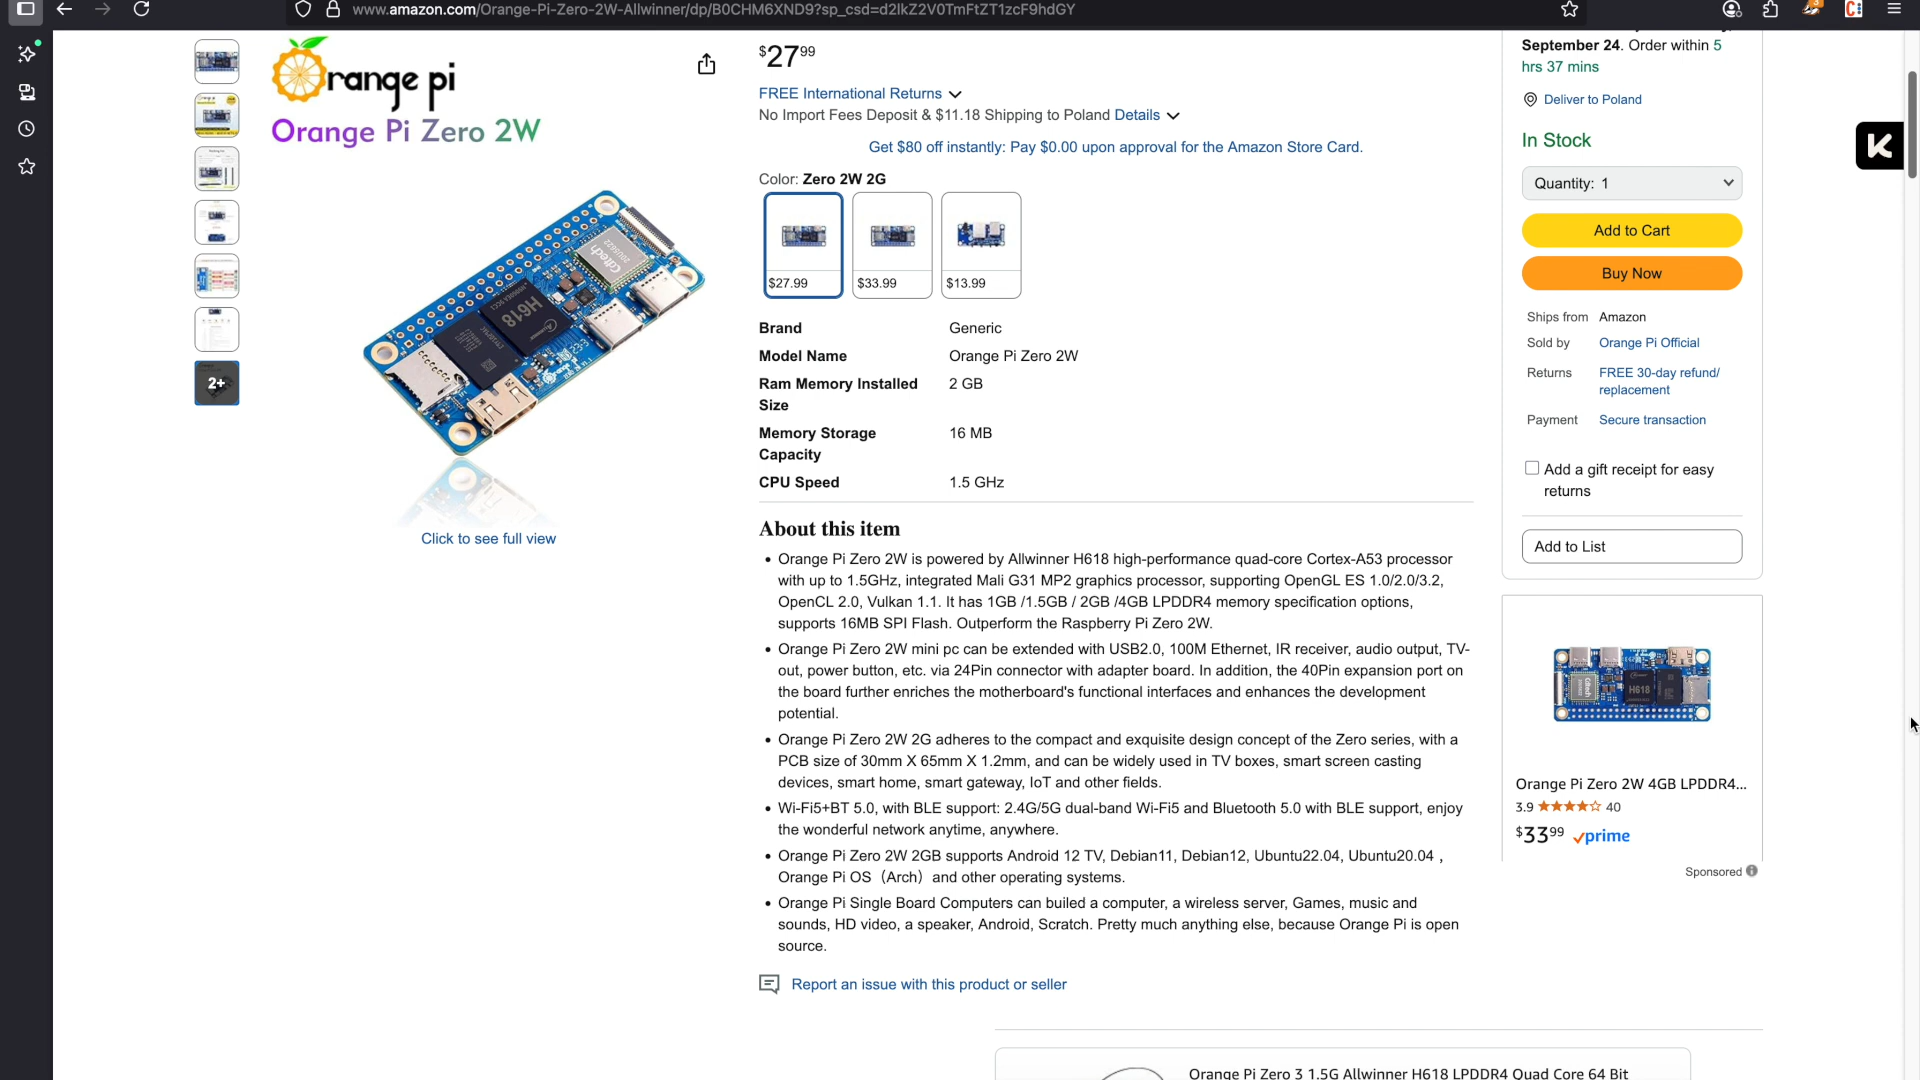 www.amazon.com/Orange-Pi-Zero-2W-Allwinner/dp/B0CHM6XND9?sp_csd=d2lkZ2V0TmFtZT1zcF9hdGY
3
C:
range pi
Orange Pi Zero 2W
H618
cdtech
20U5622
2+
Click to see full view
$27.99
FREE International Returns
No Import Fees Deposit & $11.18 Shipping to Poland Details
Get $80 off instantly: Pay $0.00 upon approval for the Amazon Store Card.
Color: Zero 2W 2G
$27.99
$33.99
$13.99
Brand Generic
Model Name Orange Pi Zero 2W
Ram Memory Installed 2 GB
Size
Memory Storage 16 MB
Capacity
CPU Speed 1.5 GHz
About this item
• Orange Pi Zero 2W is powered by Allwinner H618 high-performance quad-core Cortex-A53 processor
with up to 1.5GHz, integrated Mali G31 MP2 graphics processor, supporting OpenGL ES 1.0/2.0/3.2,
OpenCL 2.0, Vulkan 1.1. It has 1GB /1.5GB / 2GB /4GB LPDDR4 memory specification options,
supports 16MB SPI Flash. Outperform the Raspberry Pi Zero 2W.
• Orange Pi Zero 2W mini pc can be extended with USB2.0, 100M Ethernet, IR receiver, audio output, TV-
out, power button, etc. via 24Pin connector with adapter board. In addition, the 40Pin expansion port on
the board further enriches the motherboard's functional interfaces and enhances the development
potential.
• Orange Pi Zero 2W 2G adheres to the compact and exquisite design concept of the Zero series, with a
PCB size of 30mm X 65mm X 1.2mm, and can be widely used in TV boxes, smart screen casting
devices, smart home, smart gateway, IoT and other fields.
• Wi-Fi5+BT 5.0, with BLE support: 2.4G/5G dual-band Wi-Fi5 and Bluetooth 5.0 with BLE support, enjoy
the wonderful network anytime, anywhere.
• Orange Pi Zero 2W 2GB supports Android 12 TV, Debian11, Debian12, Ubuntu22.04, Ubuntu20.04 ,
Orange Pi OS（Arch）and other operating systems.
• Orange Pi Single Board Computers can builed a computer, a wireless server, Games, music and
sounds, HD video, a speaker, Android, Scratch. Pretty much anything else, because Orange Pi is open
source.
Report an issue with this product or seller
September 24. Order within 5
hrs 37 mins
Deliver to Poland
In Stock
Quantity: 1
Add to Cart
Buy Now
Ships from Amazon
Sold by Orange Pi Official
Returns FREE 30-day refund/
replacement
Payment Secure transaction
Add a gift receipt for easy
returns
Add to List
K
cdtech
H618
Orange Pi Zero 2W 4GB LPDDR4...
3.9 40
$33.99 prime
Sponsored
Orange Pi Zero 3 1.5G Allwinner H618 LPDDR4 Quad Core 64 Bit